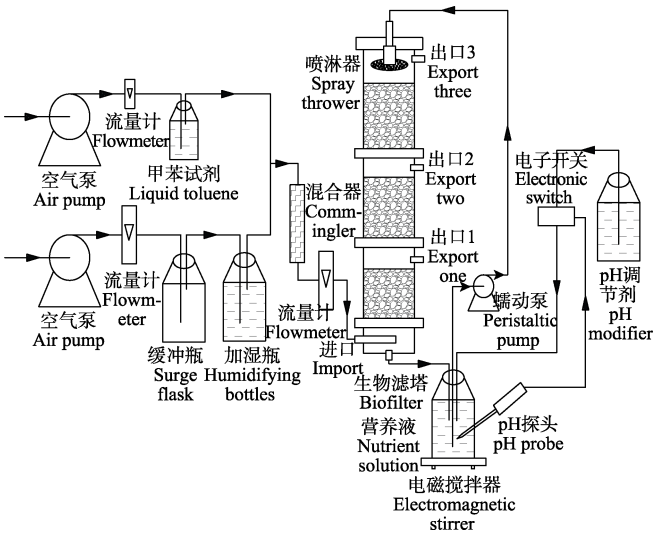 喷淋器
Spray
thrower
出口3
Export
three
流量计
Flowmeter
甲苯试剂
Liquid toluene
空气泵
Air pump
混合器
Comm-
ingler
出口2
Export
two
电子开关
Electronic
switch
出口1
Export
one
流量计
Flowm-
eter
空气泵
Air pump
缓冲瓶
Surge
flask
加湿瓶
Humidifying
bottles
流量计
Flowmeter
进口
Import
蠕动泵
Peristaltic
pump
pH调
节剂
pH
modifier
生物滤塔
Biofilter
营养液
Nutrient
solution
pH探头
pH probe
电磁搅拌器
Electromagnetic
stirrer